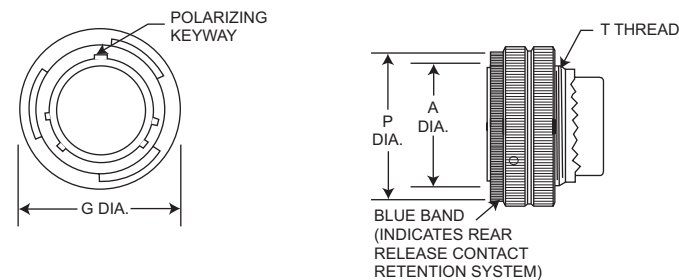 POLARIZING
KEYWAY
G DIA.
T THREAD
P
DIA.
A
DIA.
BLUE BAND
(INDICATES REAR
RELEASE CONTACT
RETENTION SYSTEM)